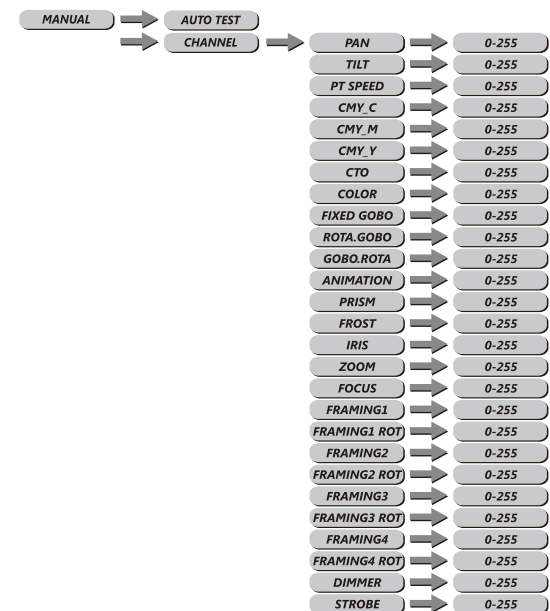 MANUAL AUTO TEST
CHANNEL PAN 0-255
TILT 0-255
PT SPEED 0-255
CMY_C 0-255
CMY_M 0-255
CMY_Y 0-255
CTO 0-255
COLOR 0-255
FIXED GOBO 0-255
ROTA.GOBO 0-255
GOBO.ROTA 0-255
ANIMATION 0-255
PRISM 0-255
FROST 0-255
IRIS 0-255
ZOOM 0-255
FOCUS 0-255
FRAMING1 0-255
FRAMING1 ROT 0-255
FRAMING2 0-255
FRAMING2 ROT 0-255
FRAMING3 0-255
FRAMING3 ROT 0-255
FRAMING4 0-255
FRAMING4 ROT 0-255
DIMMER 0-255
STROBE 0-255